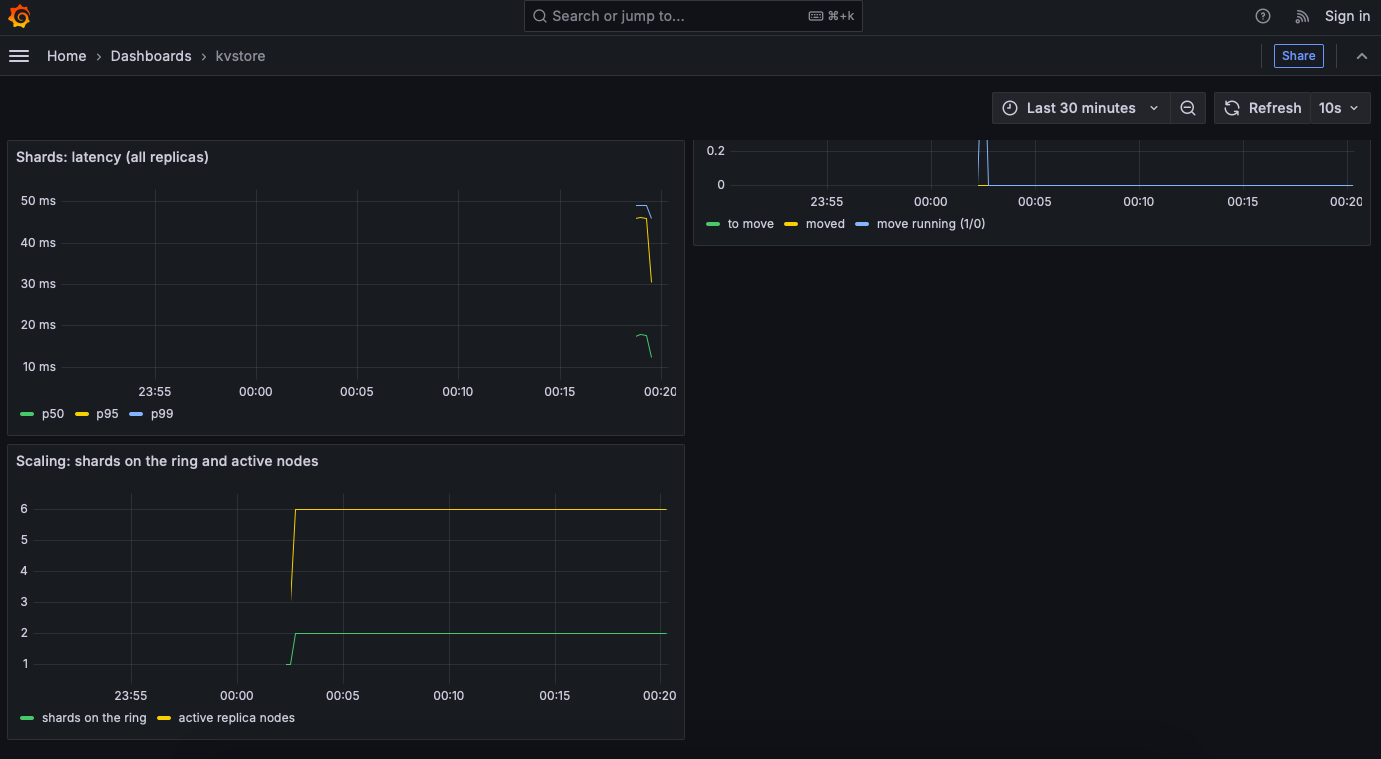 Search or jump to... ⌘+k
Sign in
Home › Dashboards › kvstore
Share
Last 30 minutes
Refresh
10s
Shards: latency (all replicas)
50 ms
40 ms
30 ms
20 ms
10 ms
23:55 00:00 00:05 00:10 00:15 00:20
p50 p95 p99
0.2
0
23:55 00:00 00:05 00:10 00:15 00:20
to move moved move running (1/0)
Scaling: shards on the ring and active nodes
6
5
4
3
2
1
23:55 00:00 00:05 00:10 00:15 00:20
shards on the ring active replica nodes